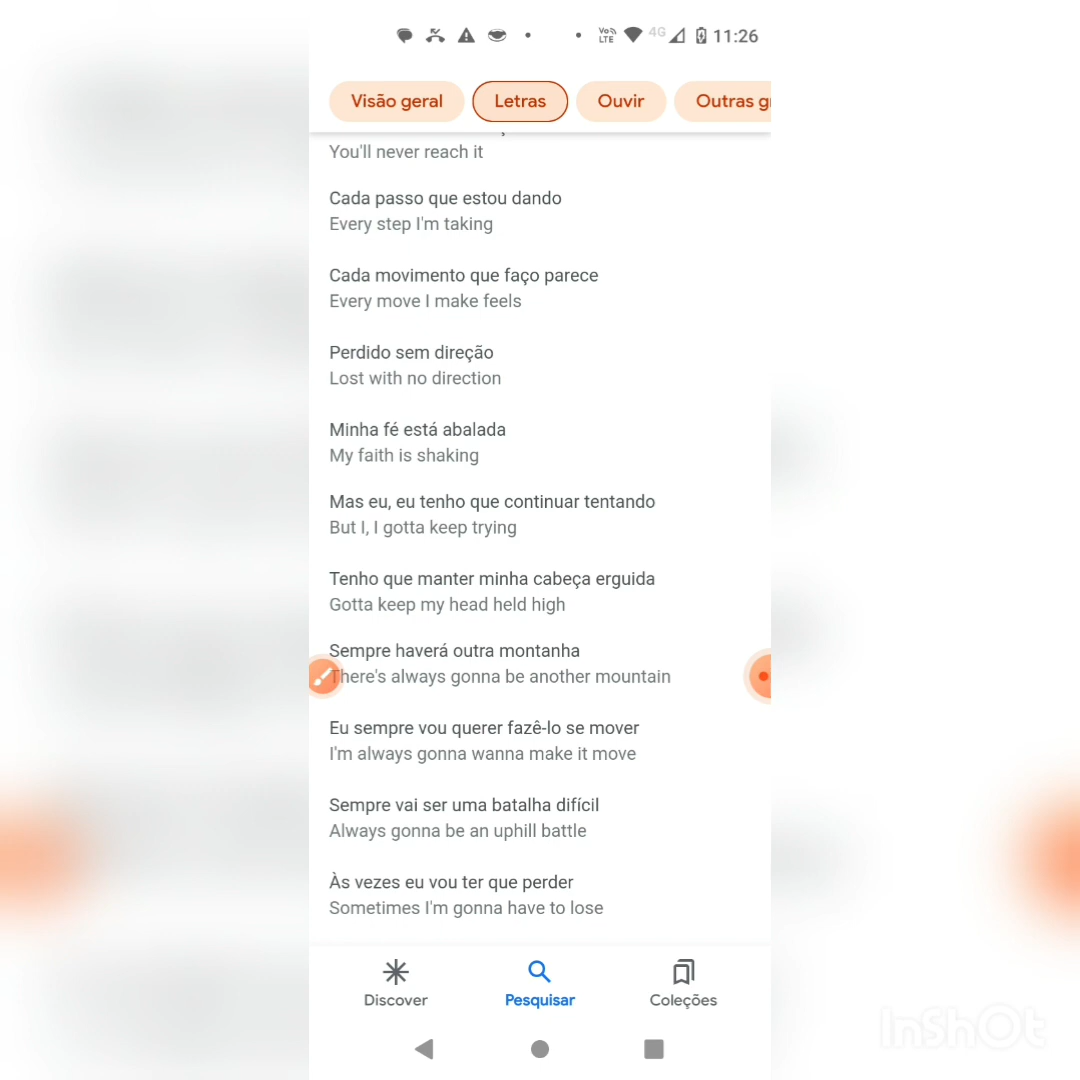 Vo LTE 4G 11:26
Visão geral Letras Ouvir Outras g
You'll never reach it
Cada passo que estou dando
Every step I'm taking
Cada movimento que faço parece
Every move I make feels
Perdido sem direção
Lost with no direction
Minha fé está abalada
My faith is shaking
Mas eu, eu tenho que continuar tentando
But I, I gotta keep trying
Tenho que manter minha cabeça erguida
Gotta keep my head held high
Sempre haverá outra montanha
There's always gonna be another mountain
Eu sempre vou querer fazê-lo se mover
I'm always gonna wanna make it move
Sempre vai ser uma batalha difícil
Always gonna be an uphill battle
Às vezes eu vou ter que perder
Sometimes I'm gonna have to lose
Discover Pesquisar Coleções
InShOt